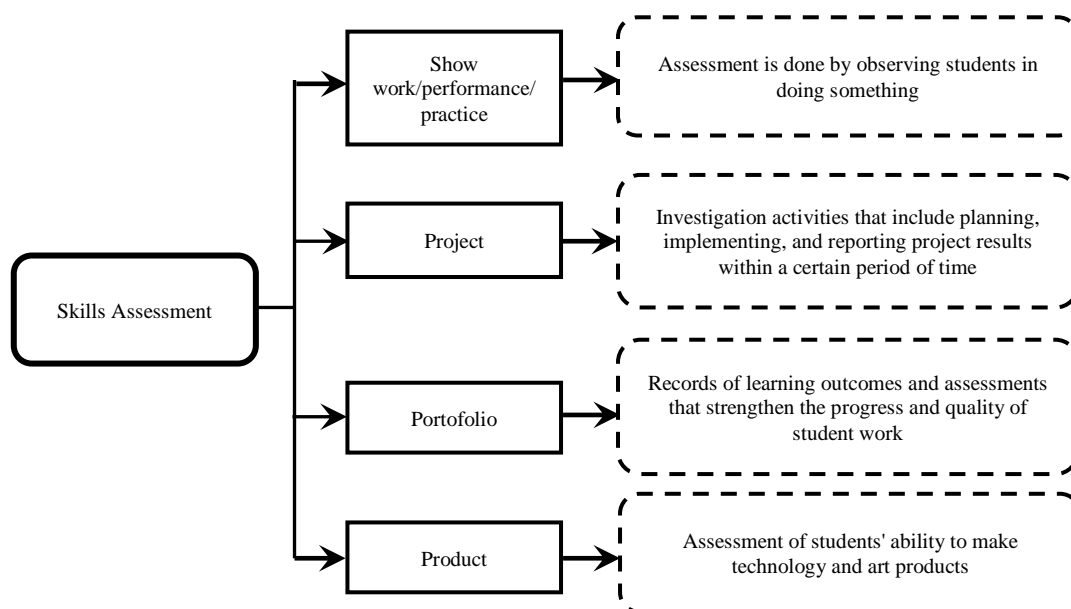 Show
work/performance/
practice
Assessment is done by observing students in
doing something
Project
Investigation activities that include planning,
implementing, and reporting project results
within a certain period of time
Skills Assessment
Portofolio
Records of learning outcomes and assessments
that strengthen the progress and quality of
student work
Product
Assessment of students' ability to make
technology and art products